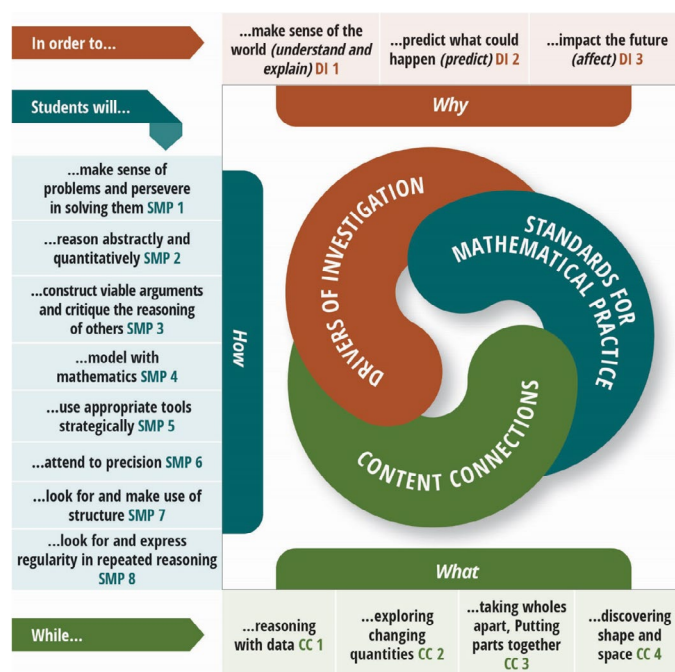 In order to...
...make sense of the
world (understand and
explain) DI 1
...predict what could
happen (predict) DI 2
...impact the future
(affect) DI 3
Students will...
Why
...make sense of
problems and persevere
in solving them SMP 1
...reason abstractly and
quantitatively SMP 2
...construct viable arguments
and critique the reasoning
of others SMP 3
...model with
mathematics SMP 4
...use appropriate tools
strategically SMP 5
...attend to precision SMP 6
...look for and make use of
structure SMP 7
...look for and express
regularity in repeated reasoning
SMP 8
How
DRIVERS OF INVESTIGATION
STANDARDS FOR
MATHEMATICAL PRACTICE
CONTENT CONNECTIONS
What
While...
...reasoning
with data CC 1
...exploring
changing
quantities CC 2
...taking wholes
apart, Putting
parts together
CC 3
...discovering
shape and
space CC 4